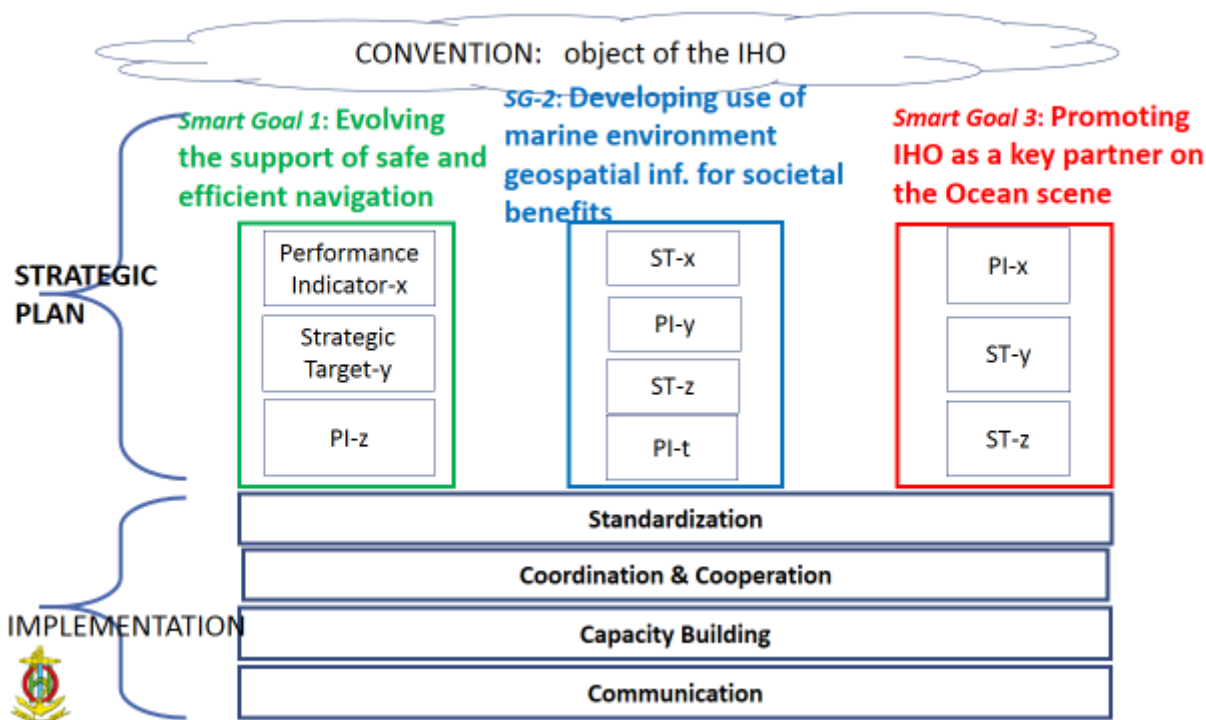 CONVENTION: object of the IHO
Smart Goal 1: Evolving
the support of safe and
efficient navigation
SG-2: Developing use of
marine environment
geospatial inf. for societal
benefits
Smart Goal 3: Promoting
IHO as a key partner on
the Ocean scene
STRATEGIC
PLAN
Performance
Indicator-x
Strategic
Target-y
PI-z
ST-x
PI-y
ST-z
PI-t
PI-x
ST-y
ST-z
IMPLEMENTATION
Standardization
Coordination & Cooperation
Capacity Building
Communication